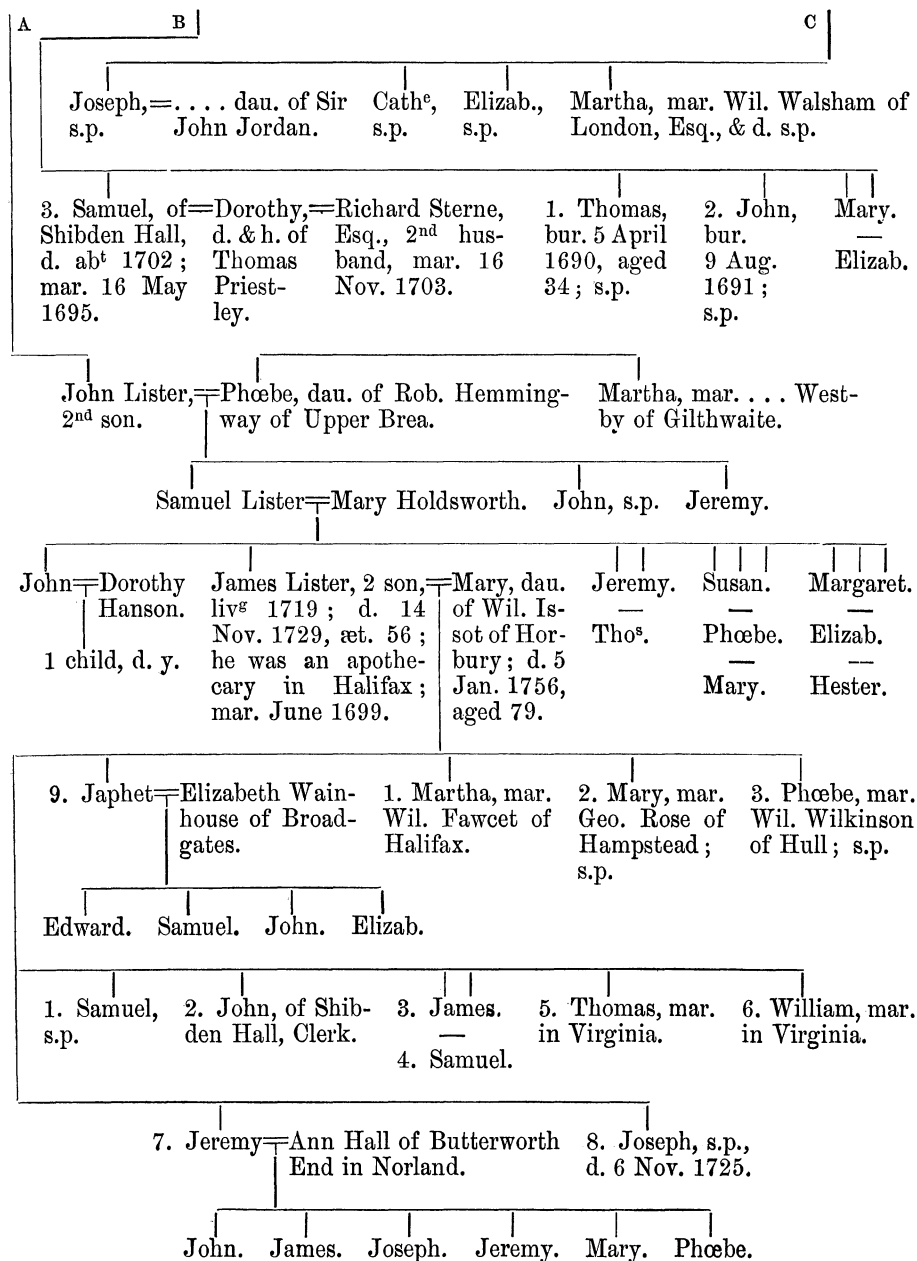 A B C
Joseph,=. . . . dau. of Sir Cathᵉ, Elizab., Martha, mar. Wil. Walsham of
s.p. John Jordan. s.p. s.p. London, Esq., & d. s.p.
3. Samuel, of=Dorothy,=Richard Sterne, 1. Thomas, 2. John, Mary.
Shibden Hall, d. & h. of Esq., 2ⁿᵈ hus- bur. 5 April bur. —
d. abᵗ 1702 ; Thomas band, mar. 16 1690, aged 9 Aug. Elizab.
mar. 16 May Priest- Nov. 1703. 34 ; s.p. 1691 ;
1695. ley. s.p.
John Lister,=Phœbe, dau. of Rob. Hemming- Martha, mar. . . . West-
2ⁿᵈ son. way of Upper Brea. by of Gilthwaite.
Samuel Lister=Mary Holdsworth. John, s.p. Jeremy.
John=Dorothy James Lister, 2 son,=Mary, dau. Jeremy. Susan. Margaret.
Hanson. livᵍ 1719 ; d. 14 of Wil. Is- — — —
Nov. 1729, æt. 56 ; sot of Hor- Thoˢ. Phœbe. Elizab.
1 child, d. y. he was an apothe- bury ; d. 5 — —
cary in Halifax ; Jan. 1756, Mary. Hester.
mar. June 1699. aged 79.
9. Japhet=Elizabeth Wain- 1. Martha, mar. 2. Mary, mar. 3. Phœbe, mar.
house of Broad- Wil. Fawcet of Geo. Rose of Wil. Wilkinson
gates. Halifax. Hampstead ; of Hull ; s.p.
s.p.
Edward. Samuel. John. Elizab.
1. Samuel, 2. John, of Shib- 3. James. 5. Thomas, mar. 6. William, mar.
s.p. den Hall, Clerk. — in Virginia. in Virginia.
4. Samuel.
7. Jeremy=Ann Hall of Butterworth 8. Joseph, s.p.,
End in Norland. d. 6 Nov. 1725.
John. James. Joseph. Jeremy. Mary. Phœbe.